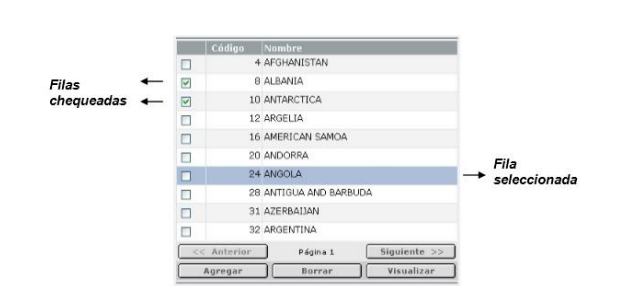 Código Nombre
4 AFGHANISTAN
8 ALBANIA
10 ANTARCTICA
12 ARGELIA
16 AMERICAN SAMOA
20 ANDORRA
24 ANGOLA
28 ANTIGUA AND BARBUDA
31 AZERBAIJAN
32 ARGENTINA
<< Anterior Página 1 Siguiente >>
Agregar Borrar Visualizar
Filas
chequeadas
Fila
seleccionada